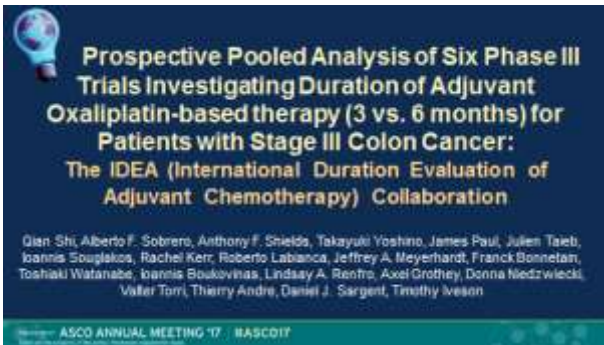 Prospective Pooled Analysis of Six Phase III
Trials Investigating Duration of Adjuvant
Oxaliplatin-based therapy (3 vs. 6 months) for
Patients with Stage III Colon Cancer:
The IDEA (International Duration Evaluation of
Adjuvant Chemotherapy) Collaboration
Qian Shi, Alberto F. Sobrero, Anthony F. Shields, Takayuki Yoshino, James Paul, Julien Taieb,
Ioannis Souglakos, Rachel Kerr, Roberto Labianca, Jeffrey A. Meyerhardt, Franck Bonnetain,
Toshiaki Watanabe, Ioannis Boukovinas, Lindsay A. Renfro, Axel Grothey, Donna Niedzwiecki,
Valter Torri, Thierry Andre, Daniel J. Sargent, Timothy Iveson
ASCO ANNUAL MEETING '17 #ASCO17